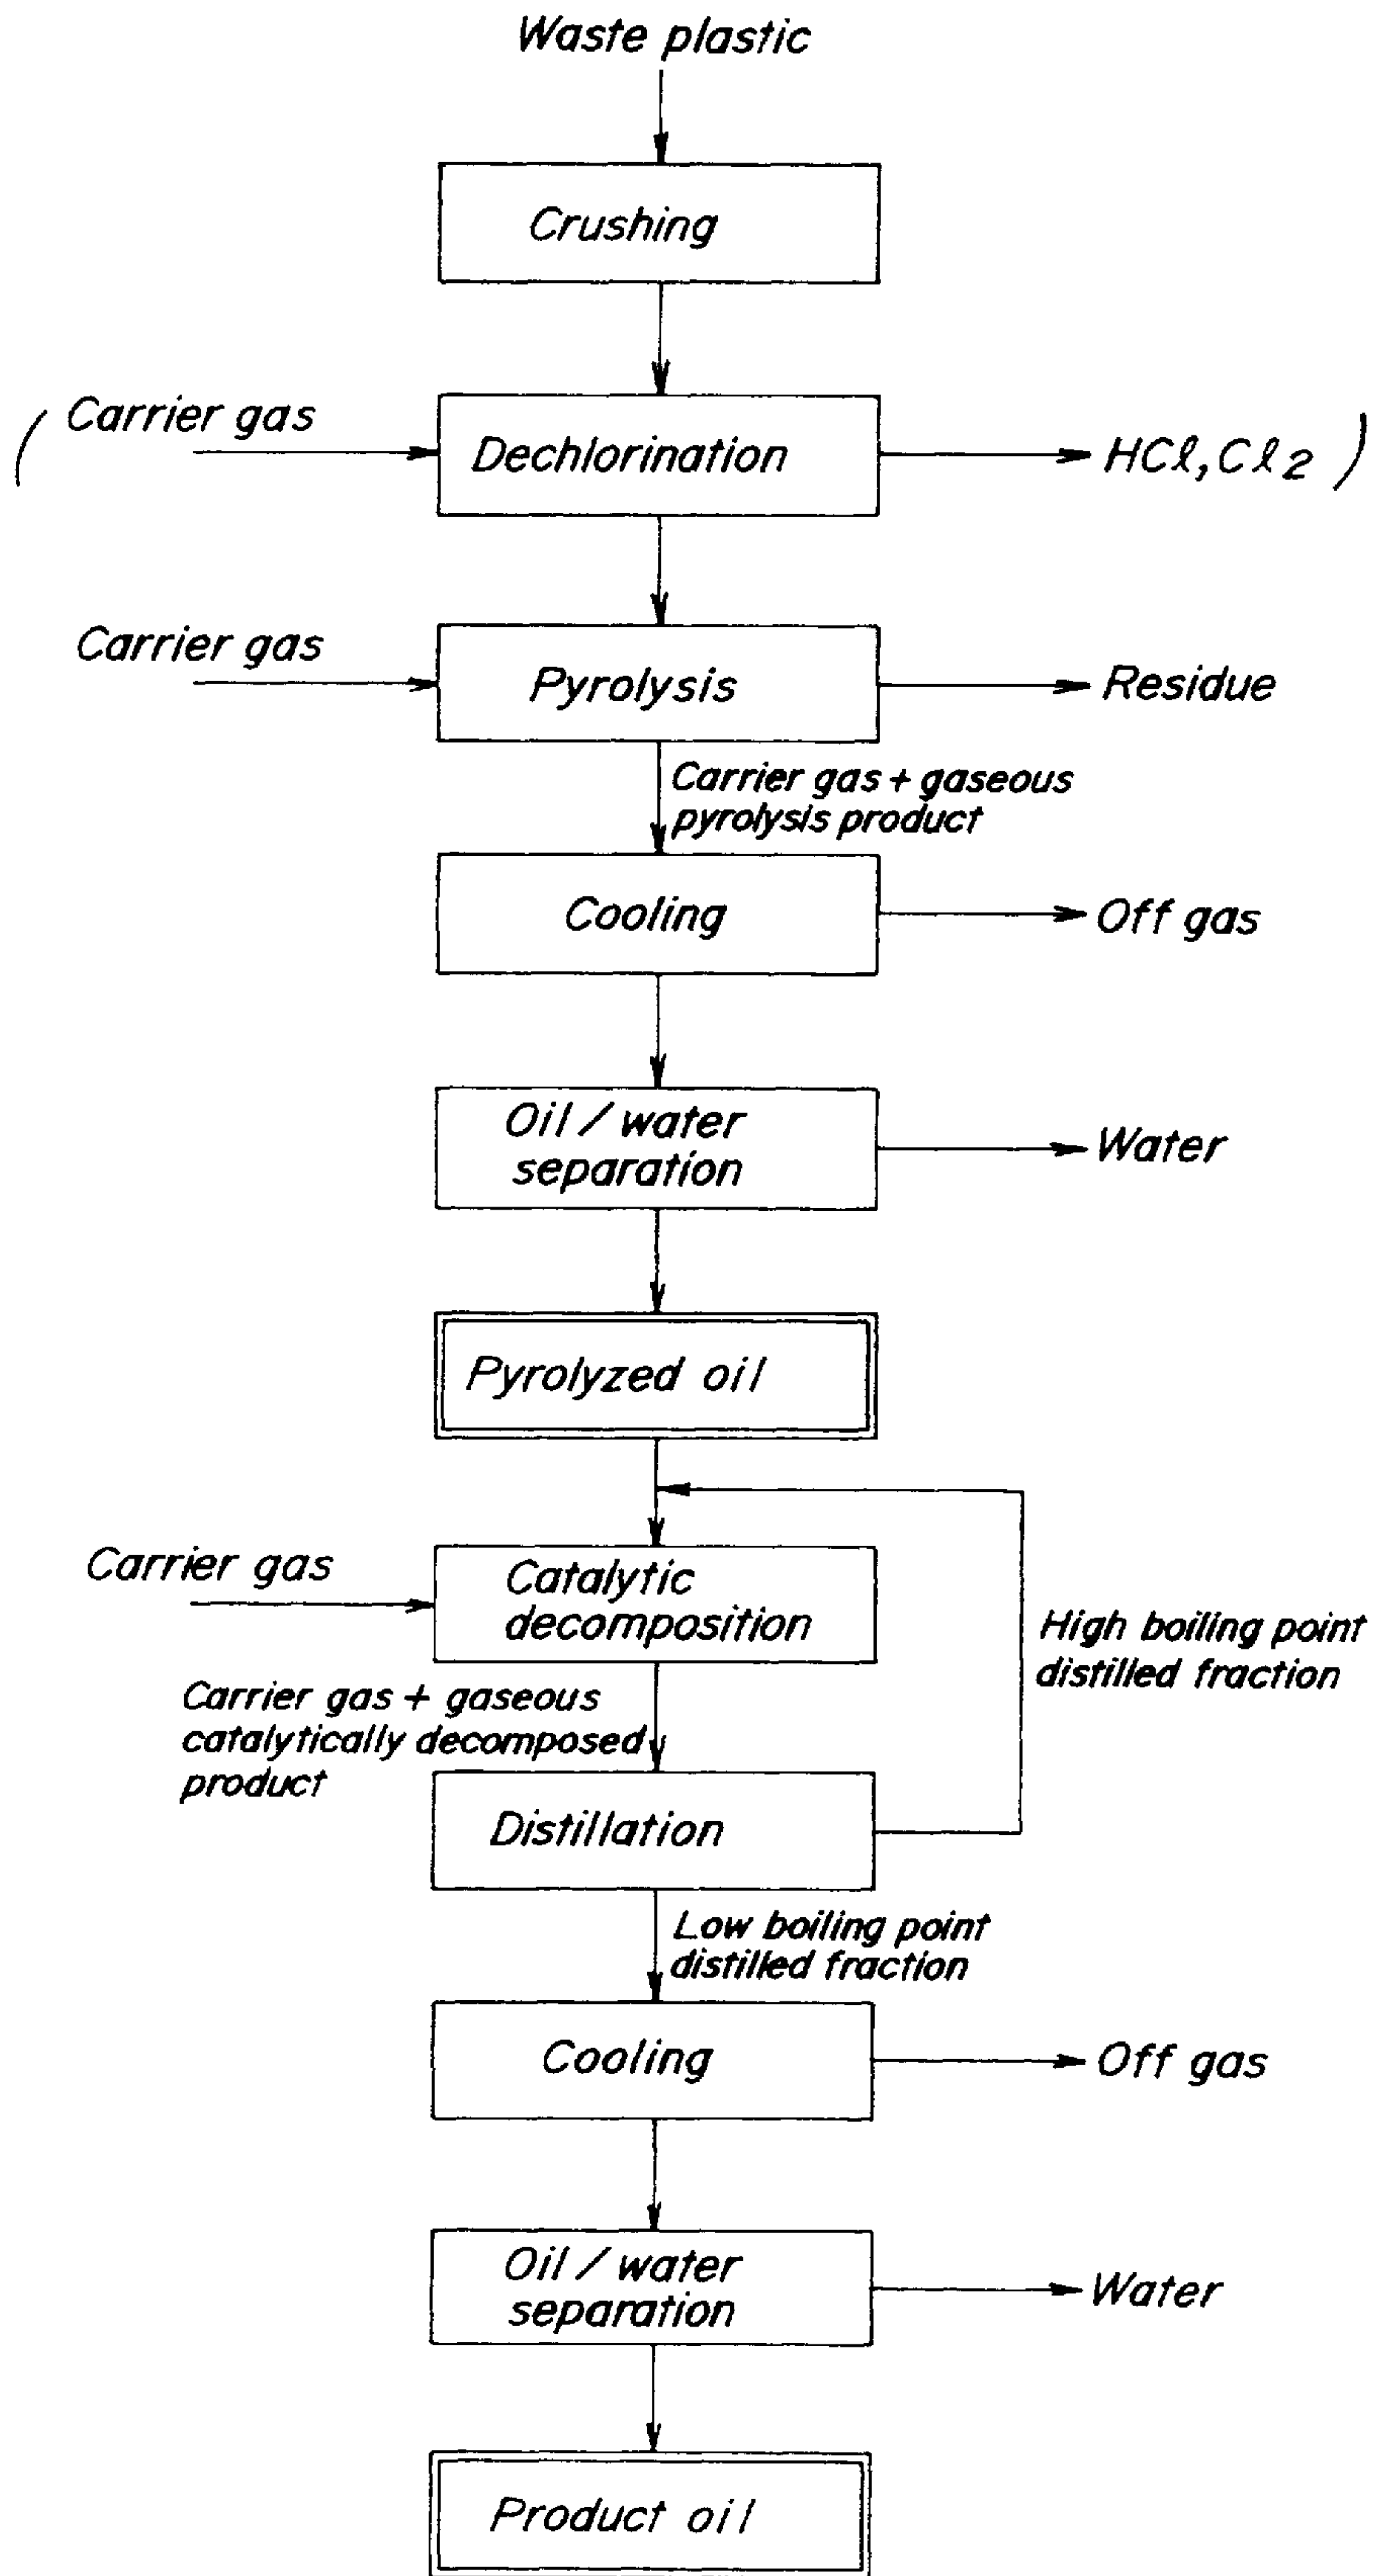 Waste plastic
Crushing
( Carrier gas
Dechlorination
HCl, Cl2 )
Carrier gas
Pyrolysis
Residue
Carrier gas + gaseous
pyrolysis product
Cooling
Off gas
Oil / water
separation
Water
Pyrolyzed oil
Carrier gas
Catalytic
decomposition
High boiling point
distilled fraction
Carrier gas + gaseous
catalytically decomposed
product
Distillation
Low boiling point
distilled fraction
Cooling
Off gas
Oil / water
separation
Water
Product oil